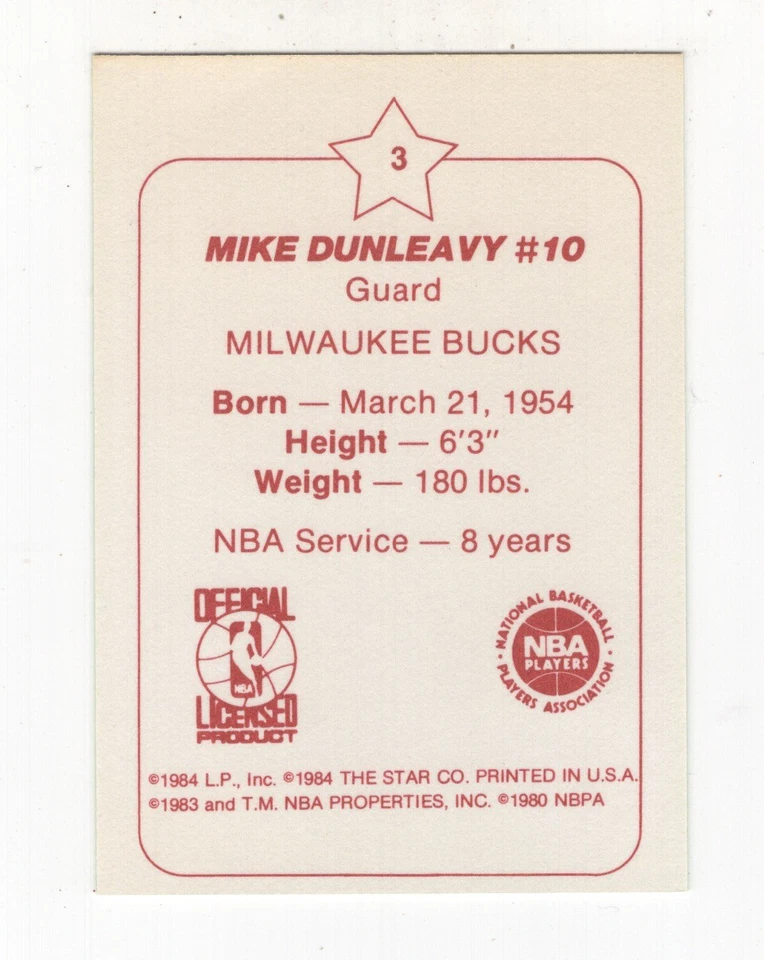 3
MIKE DUNLEAVY #10
Guard
MILWAUKEE BUCKS
Born — March 21, 1954
Height — 6'3"
Weight — 180 lbs.
NBA Service — 8 years
OFFICIAL
NBA
LICENSED
PRODUCT
NATIONAL BASKETBALL
NBA
PLAYERS
• PLAYERS ASSOCIATION •
©1984 L.P., Inc. ©1984 THE STAR CO. PRINTED IN U.S.A.
©1983 and T.M. NBA PROPERTIES, INC. ©1980 NBPA